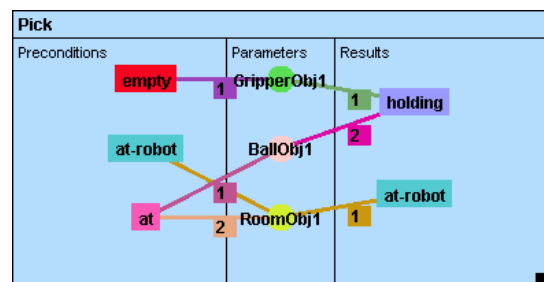 Pick
Preconditions Parameters Results
empty GripperObj1
1 1 holding
2
at-robot BallObj1
1 at-robot
at RoomObj1
2 1